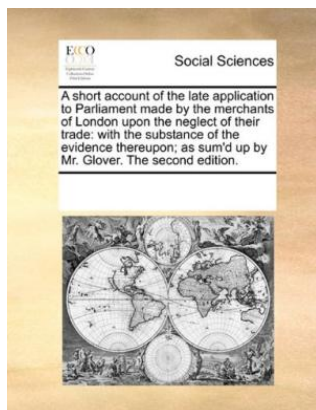 ECCO
Social Sciences
A short account of the late application
to Parliament made by the merchants
of London upon the neglect of their
trade: with the substance of the
evidence thereupon; as sum'd up by
Mr. Glover. The second edition.